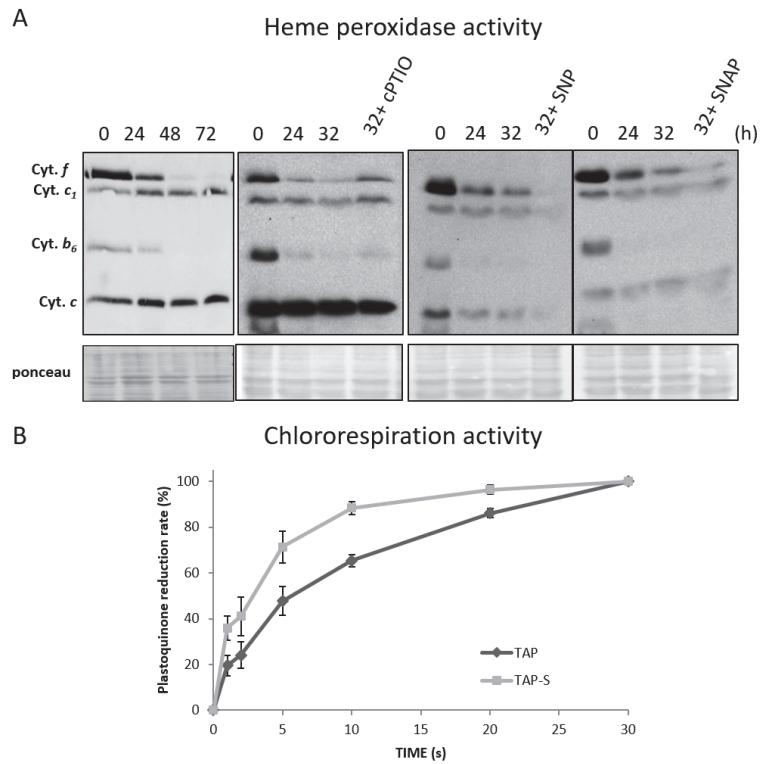 A
Heme peroxidase activity
0 24 48 72
0 24 32 32+ cPTIO
0 24 32 32+ SNP
0 24 32 32+ SNAP (h)
Cyt. f
Cyt. c1
Cyt. b6
Cyt. c
ponceau
B
Chlororespiration activity
Plastoquinone reduction rate (%)
100
80
60
40
20
0
TAP
TAP-S
0 5 10 15 20 25 30
TIME (s)